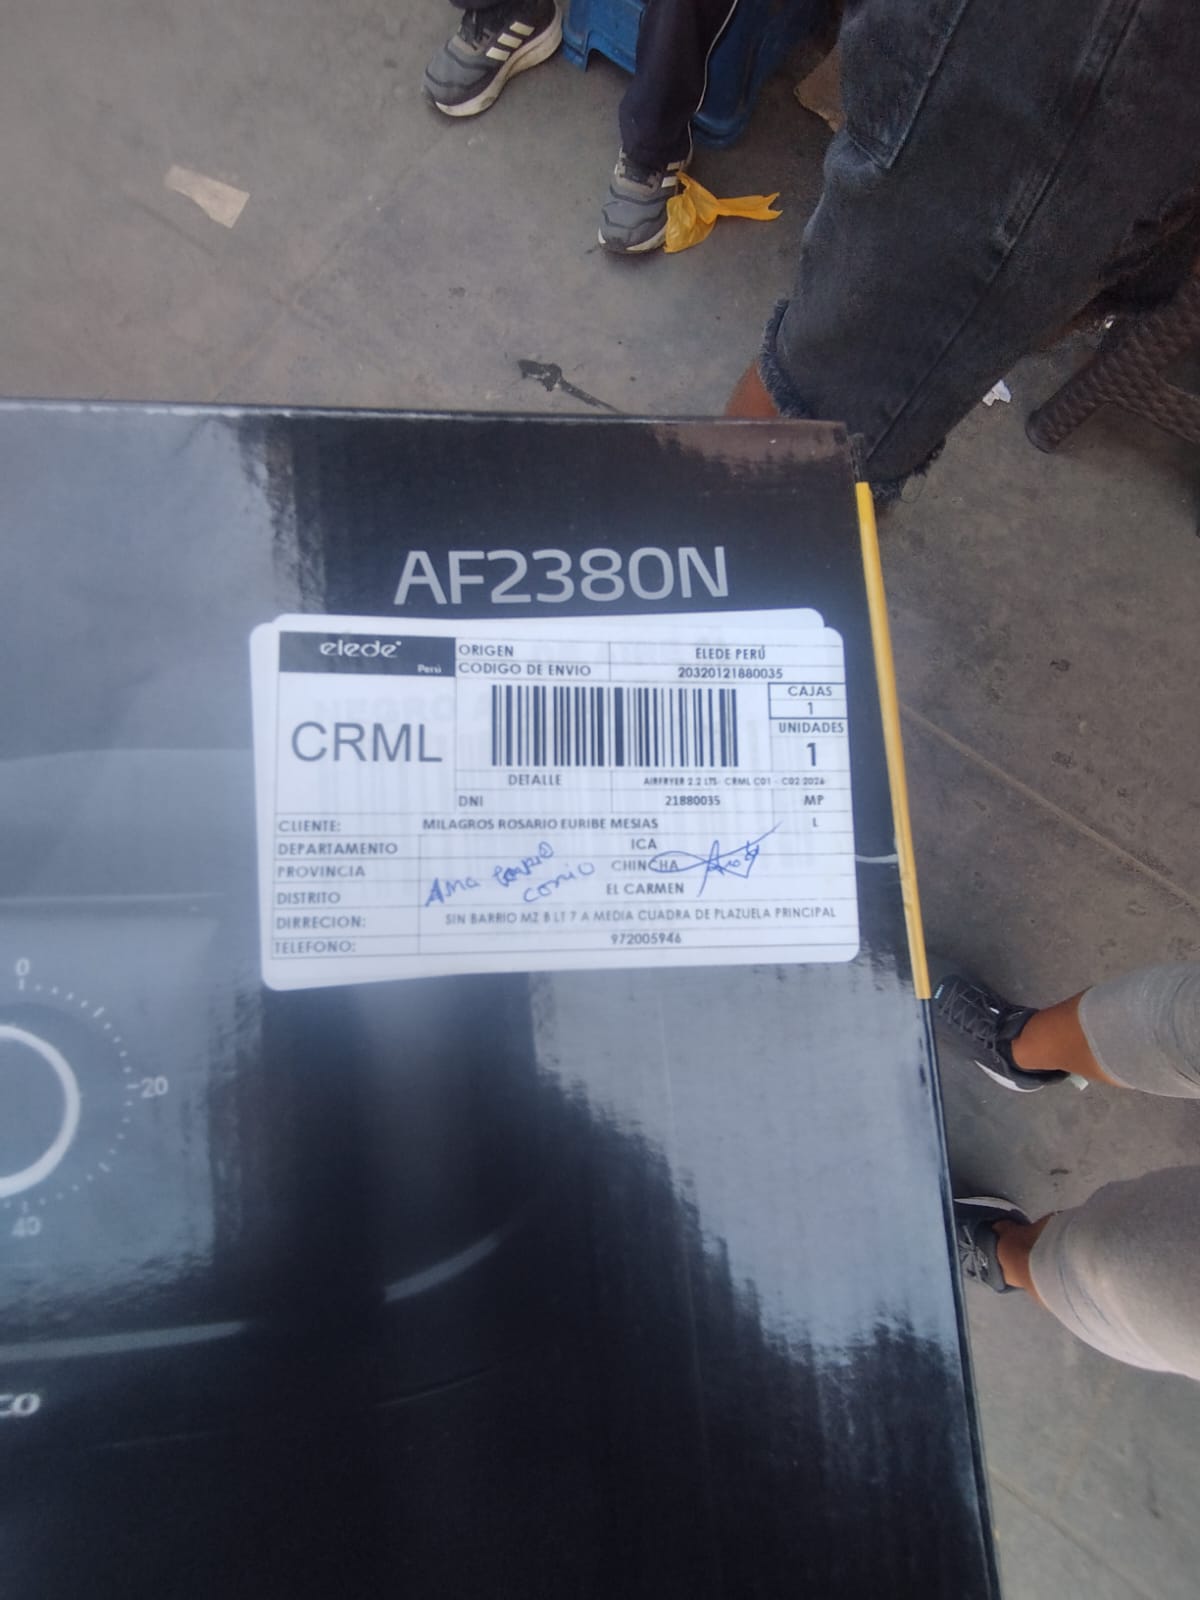 AF2380N
elede
Perú
ORIGEN ELEDE PERÚ
CODIGO DE ENVIO 20320121880035
CRML
CAJAS
1
UNIDADES
1
DETALLE AIRFRYER 2.2 LTS- CRML C01 - C02 2026
DNI 21880035 MP
CLIENTE: MILAGROS ROSARIO EURIBE MESIAS L
DEPARTAMENTO ICA
PROVINCIA CHINCHA
Ana
DISTRITO EL CARMEN
DIRRECION: SIN BARRIO MZ B LT 7 A MEDIA CUADRA DE PLAZUELA PRINCIPAL
TELEFONO: 972005946
0
20
40
co